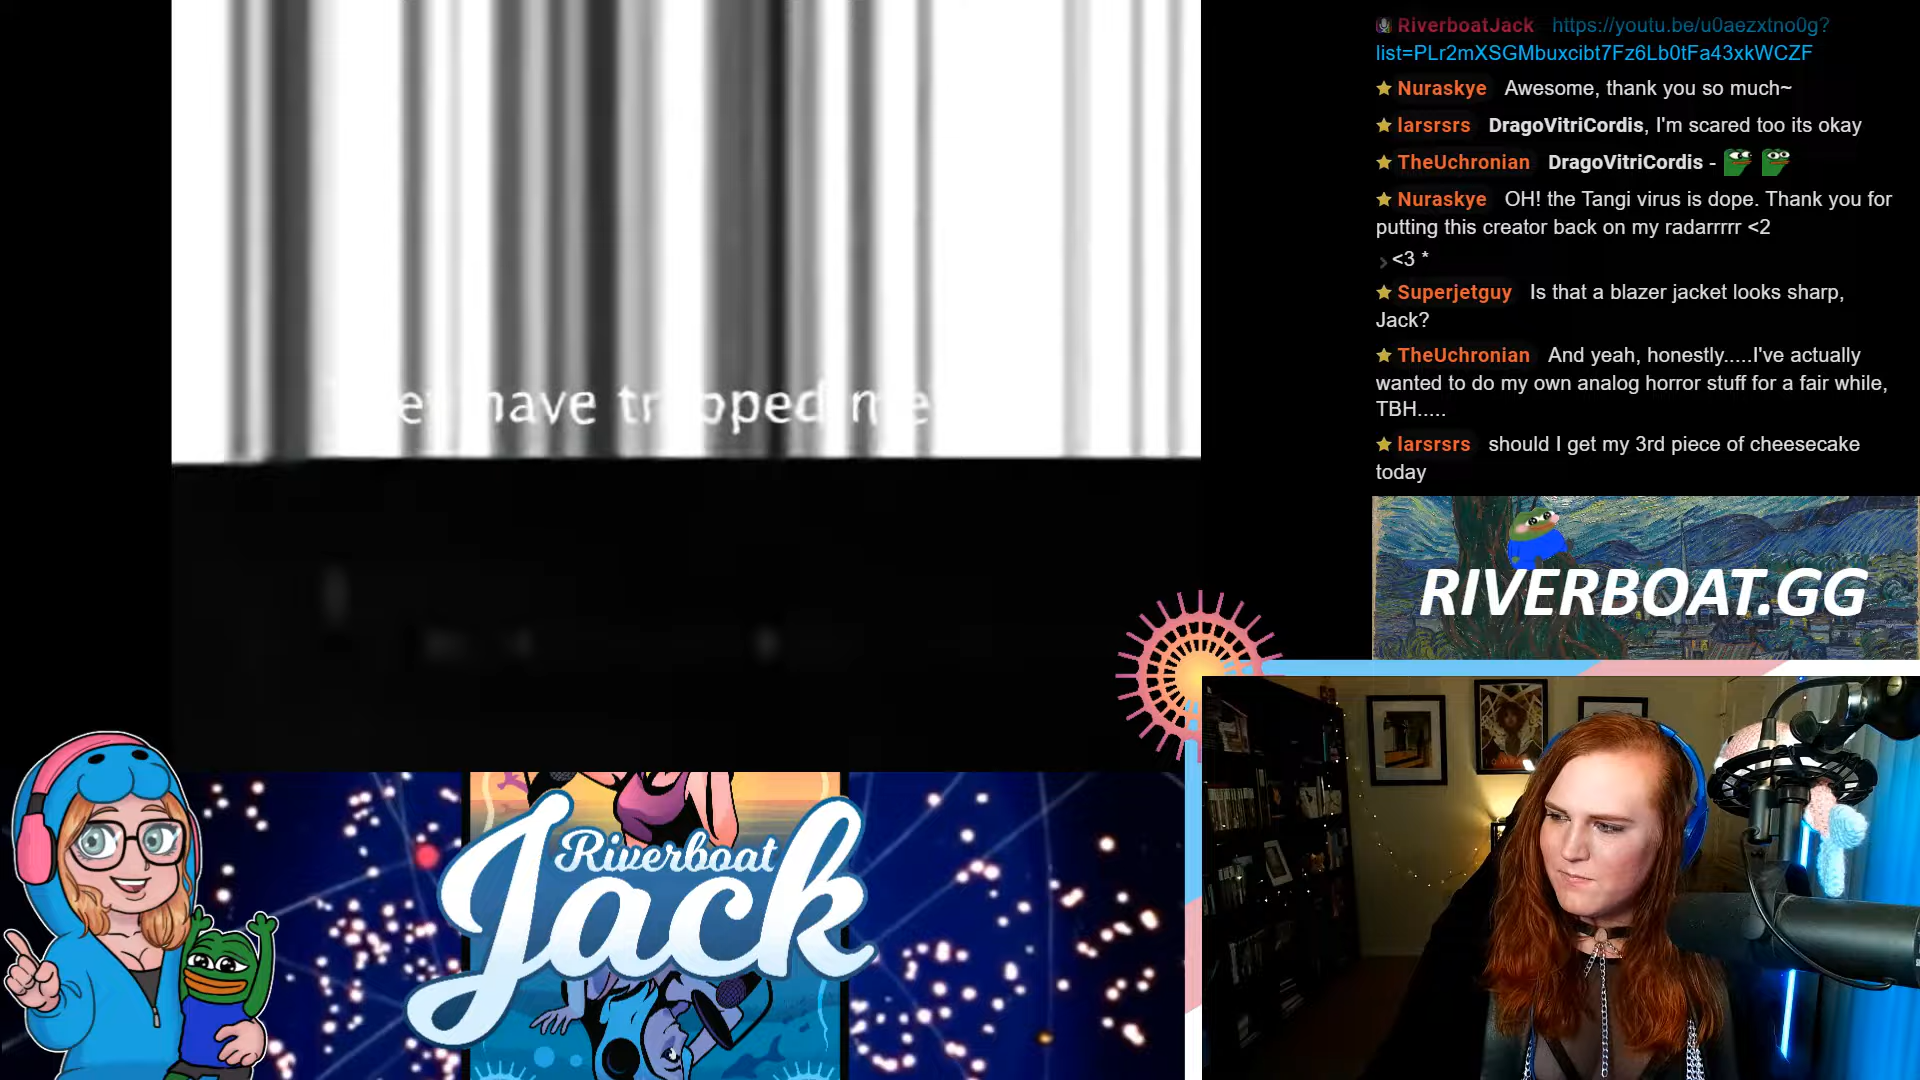 have trapped me
RiverboatJack https://youtu.be/u0aezxtno0g?
list=PLr2mXSGMbuxcibt7Fz6Lb0tFa43xkWCZF
Nuraskye Awesome, thank you so much~
larsrsrs DragoVitriCordis, I'm scared too its okay
TheUchronian DragoVitriCordis -
Nuraskye OH! the Tangi virus is dope. Thank you for
putting this creator back on my radarrrrr <2
<3 *
Superjetguy Is that a blazer jacket looks sharp,
Jack?
TheUchronian And yeah, honestly.....I've actually
wanted to do my own analog horror stuff for a fair while,
TBH.....
larsrsrs should I get my 3rd piece of cheesecake
today
RIVERBOAT.GG
Riverboat
Jack